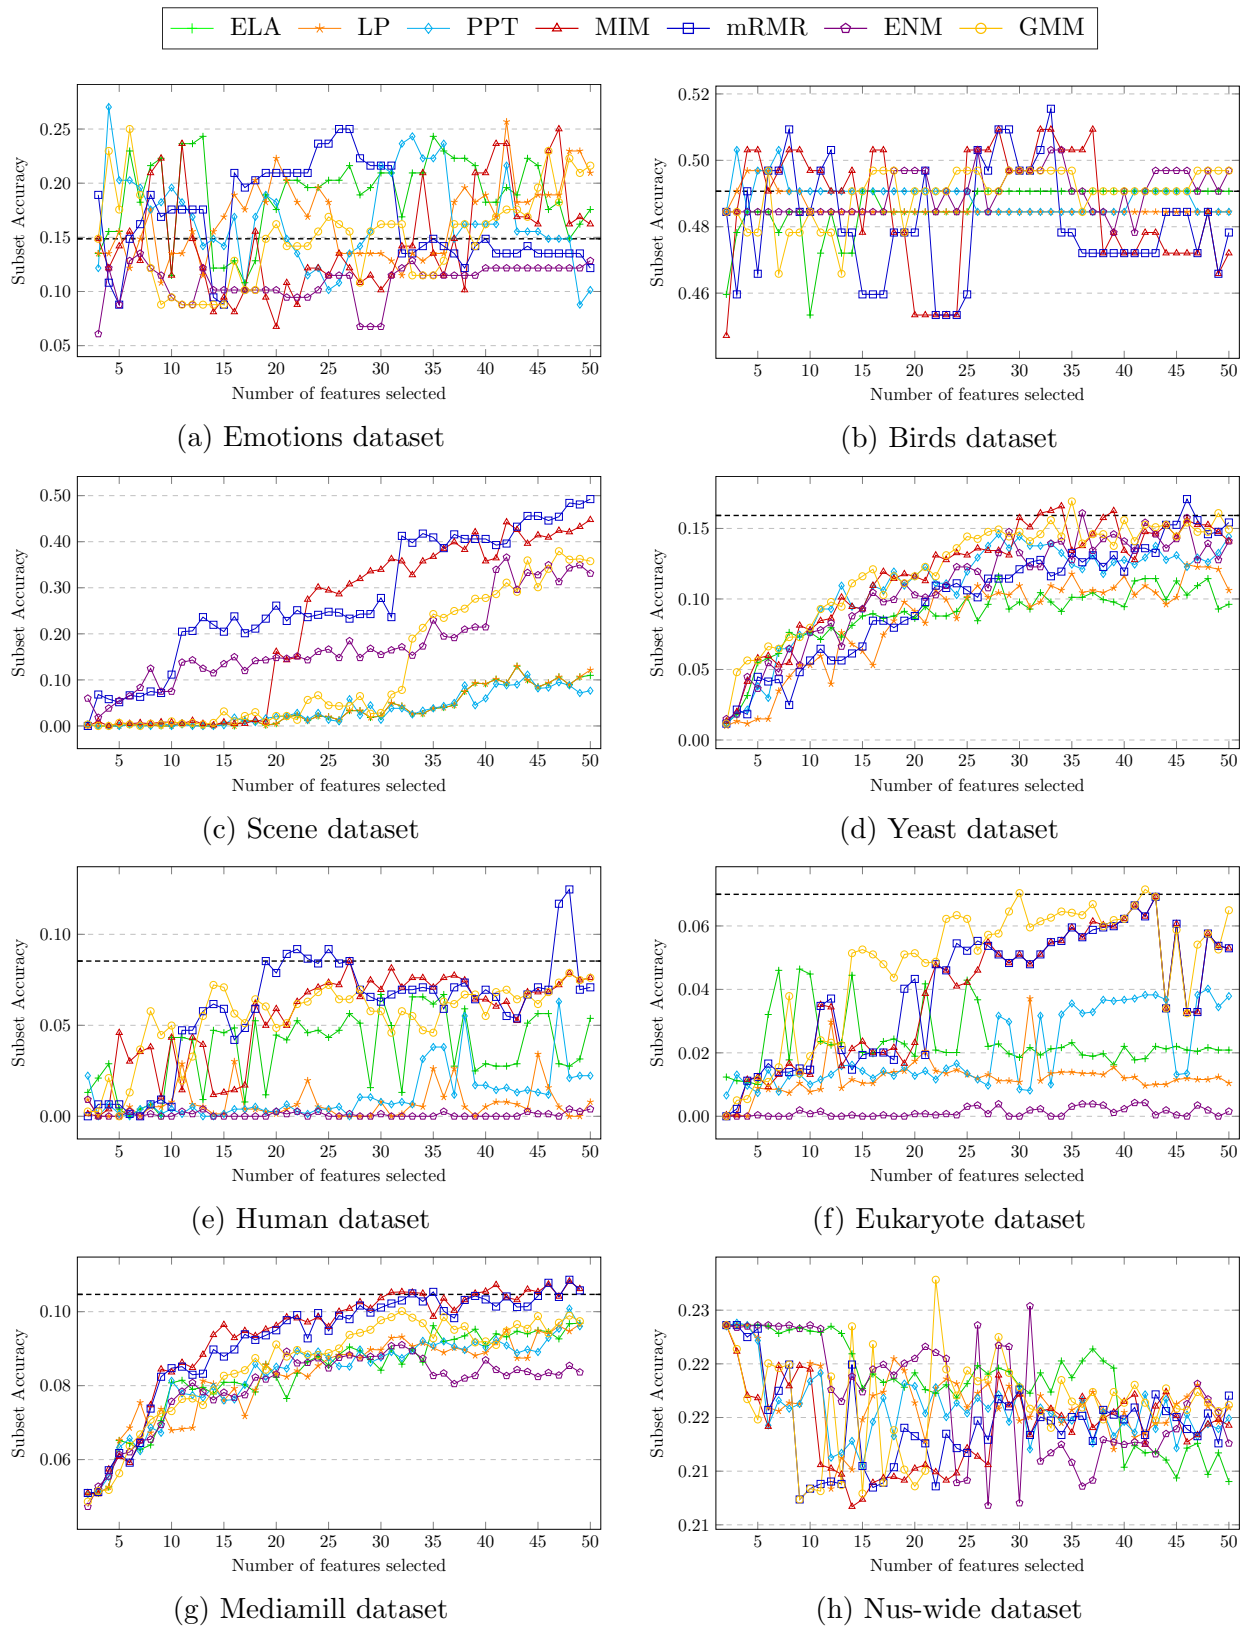 ELA LP PPT MIM mRMR ENM GMM
0.25
0.20
0.15
0.10
0.05
Subset Accuracy
5 10 15 20 25 30 35 40 45 50
Number of features selected
(a) Emotions dataset
0.52
0.50
0.48
0.46
Subset Accuracy
5 10 15 20 25 30 35 40 45 50
Number of features selected
(b) Birds dataset
0.50
0.40
0.30
0.20
0.10
0.00
Subset Accuracy
5 10 15 20 25 30 35 40 45 50
Number of features selected
(c) Scene dataset
0.15
0.10
0.05
0.00
Subset Accuracy
5 10 15 20 25 30 35 40 45 50
Number of features selected
(d) Yeast dataset
0.10
0.05
0.00
Subset Accuracy
5 10 15 20 25 30 35 40 45 50
Number of features selected
(e) Human dataset
0.06
0.04
0.02
0.00
Subset Accuracy
5 10 15 20 25 30 35 40 45 50
Number of features selected
(f) Eukaryote dataset
0.10
0.08
0.06
Subset Accuracy
5 10 15 20 25 30 35 40 45 50
Number of features selected
(g) Mediamill dataset
0.23
0.22
0.22
0.21
0.21
Subset Accuracy
5 10 15 20 25 30 35 40 45 50
Number of features selected
(h) Nus-wide dataset